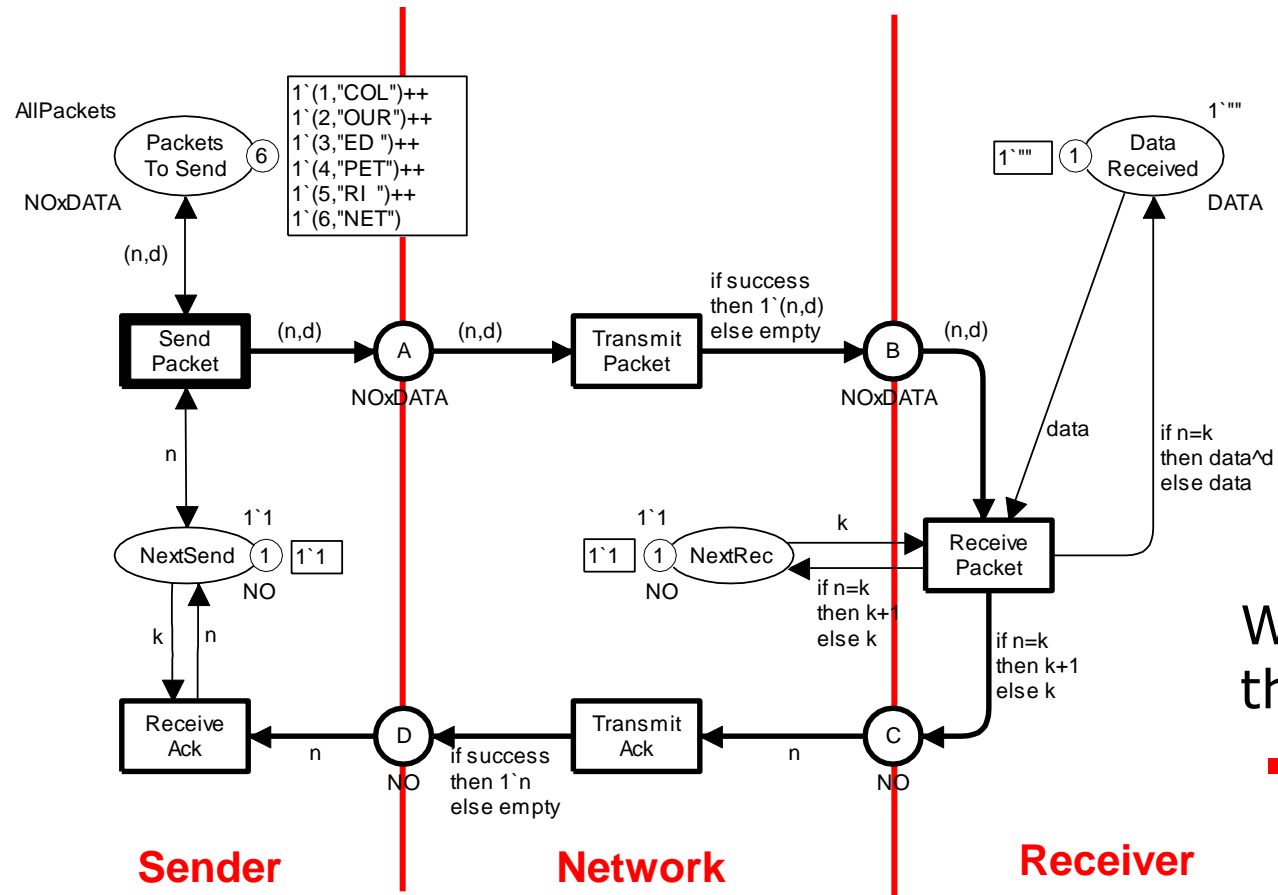 AllPackets
Packets
To Send
6
1`(1,"COL")++
1`(2,"OUR")++
1`(3,"ED ")++
1`(4,"PET")++
1`(5,"RI ")++
1`(6,"NET")
NOxDATA
(n,d)
1`""
1`""
1
Data
Received
DATA
Send
Packet
(n,d)
A
NOxDATA
(n,d)
Transmit
Packet
if success
then 1`(n,d)
else empty
B
NOxDATA
(n,d)
data
if n=k
then data^d
else data
n
1`1
NextSend
1
1`1
NO
k
n
1`1
1`1
1
NextRec
NO
k
if n=k
then k+1
else k
Receive
Packet
if n=k
then k+1
else k
Receive
Ack
n
D
NO
if success
then 1`n
else empty
Transmit
Ack
n
C
NO
Sender
Network
Receiver